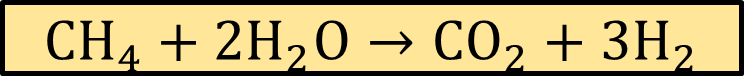 CH₄ + 2H₂O → CO₂ + 3H₂